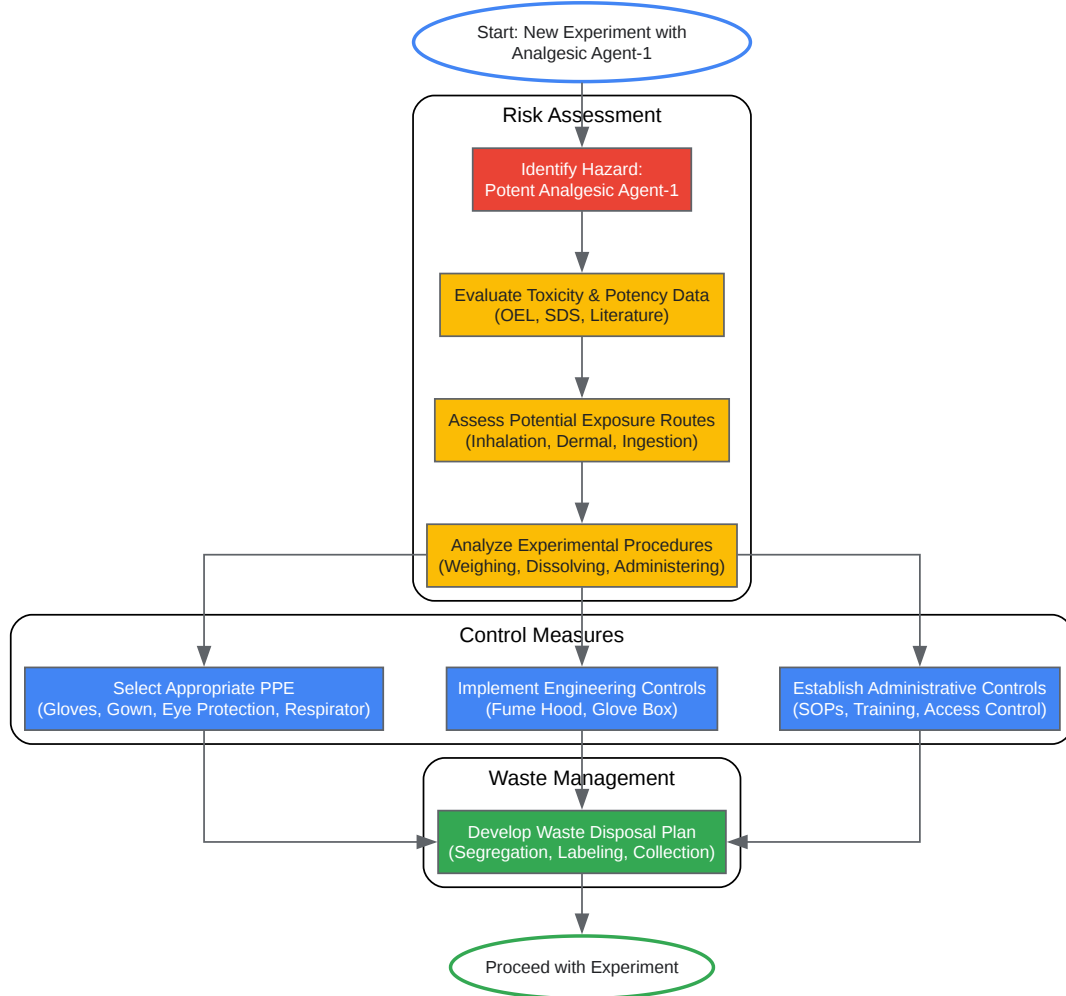 Start: New Experiment with
Analgesic Agent-1
Risk Assessment
Identify Hazard:
Potent Analgesic Agent-1
Evaluate Toxicity & Potency Data
(OEL, SDS, Literature)
Assess Potential Exposure Routes
(Inhalation, Dermal, Ingestion)
Analyze Experimental Procedures
(Weighing, Dissolving, Administering)
Control Measures
Select Appropriate PPE
(Gloves, Gown, Eye Protection, Respirator)
Implement Engineering Controls
(Fume Hood, Glove Box)
Establish Administrative Controls
(SOPs, Training, Access Control)
Waste Management
Develop Waste Disposal Plan
(Segregation, Labeling, Collection)
Proceed with Experiment